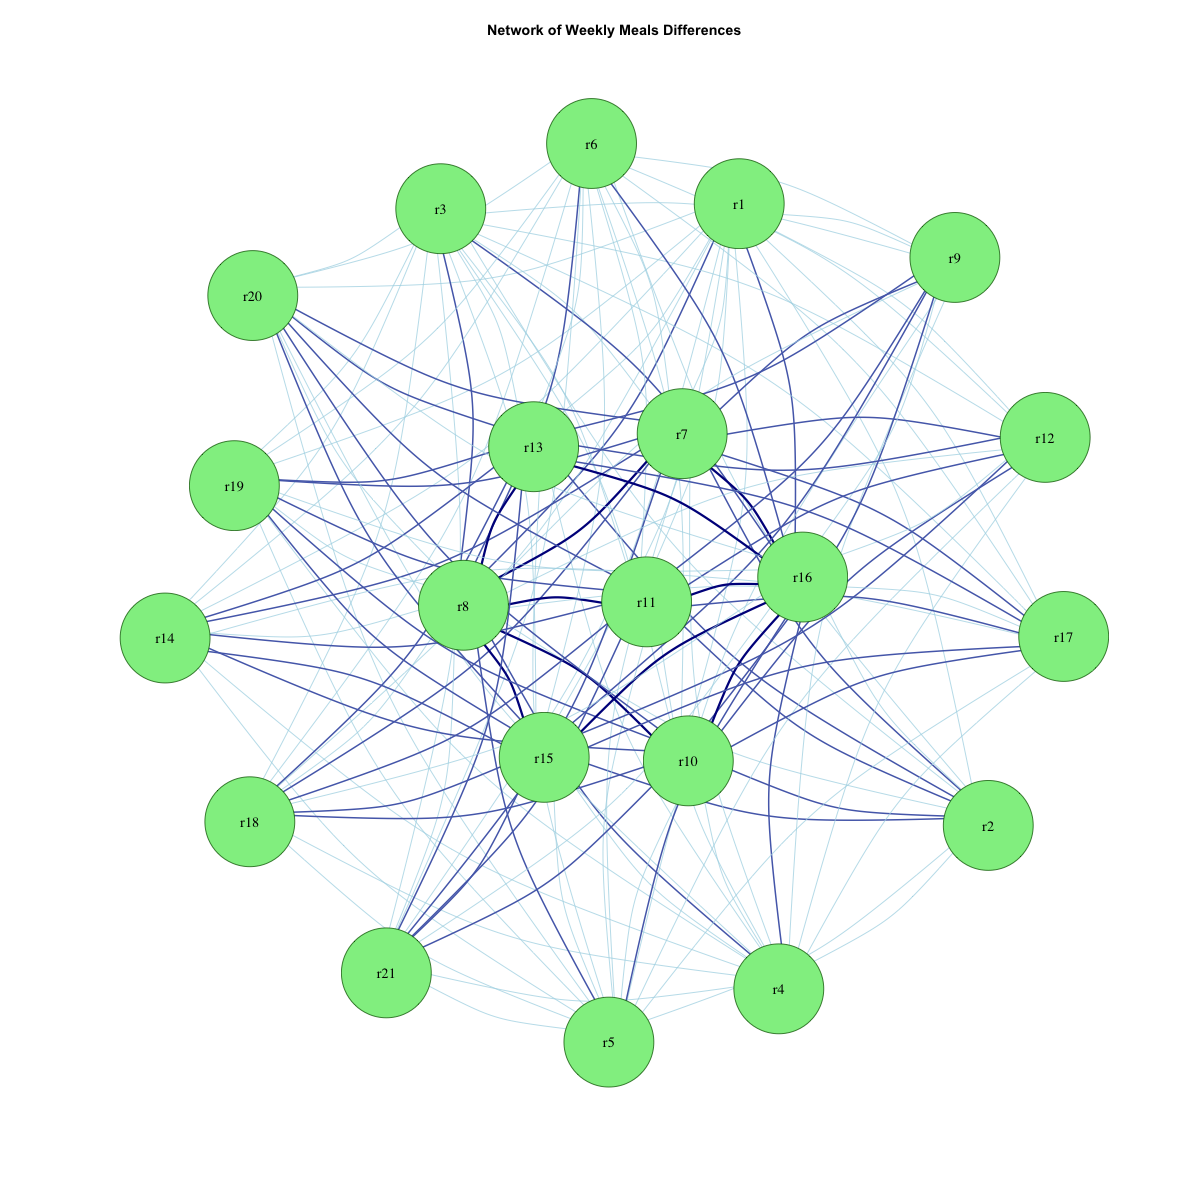 Network of Weekly Meals Differences
r6
r1
r3
r9
r20
r7
r12
r13
r19
r16
r11
r8
r17
r14
r15
r10
r18
r2
r21
r4
r5